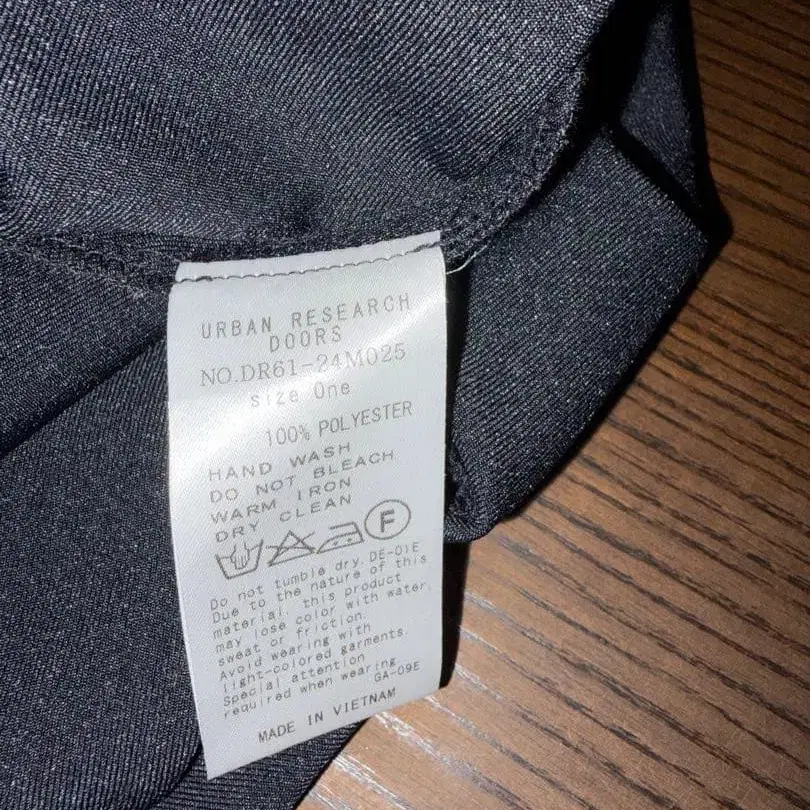 URBAN RESEARCH
DOORS
NO.DR61-24M025
size One
100% POLYESTER
HAND WASH
DO NOT BLEACH
WARM IRON
DRY CLEAN
F
Do not tumble dry. DE-01E
Due to the nature of this
material, this product
may lose color with water,
sweat or friction.
Avoid wearing with
light-colored garments.
Special attention
required when wearing. GA-09E
MADE IN VIETNAM